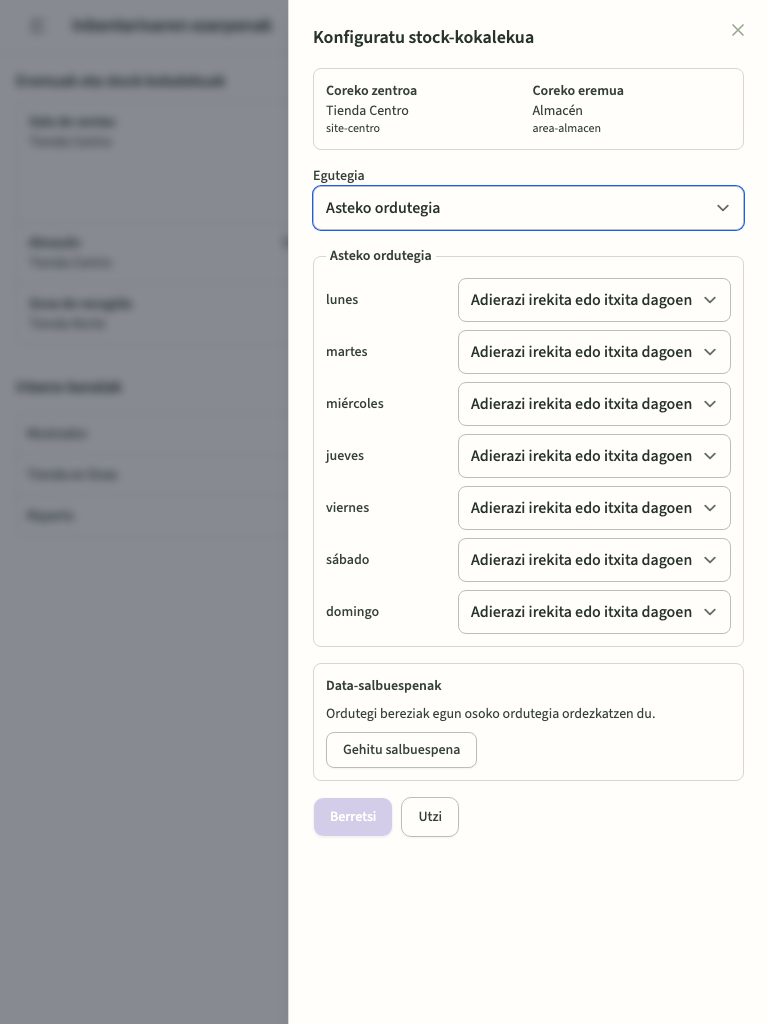 Konfiguratu stock-kokalekua
Coreko zentroa
Tienda Centro
site-centro
Coreko eremua
Almacén
area-almacen
Egutegia
Asteko ordutegia
Asteko ordutegia
lunes
Adierazi irekita edo itxita dagoen
martes
Adierazi irekita edo itxita dagoen
miércoles
Adierazi irekita edo itxita dagoen
jueves
Adierazi irekita edo itxita dagoen
viernes
Adierazi irekita edo itxita dagoen
sábado
Adierazi irekita edo itxita dagoen
domingo
Adierazi irekita edo itxita dagoen
Data-salbuespenak
Ordutegi bereziak egun osoko ordutegia ordezkatzen du.
Gehitu salbuespena
Berretsi
Utzi